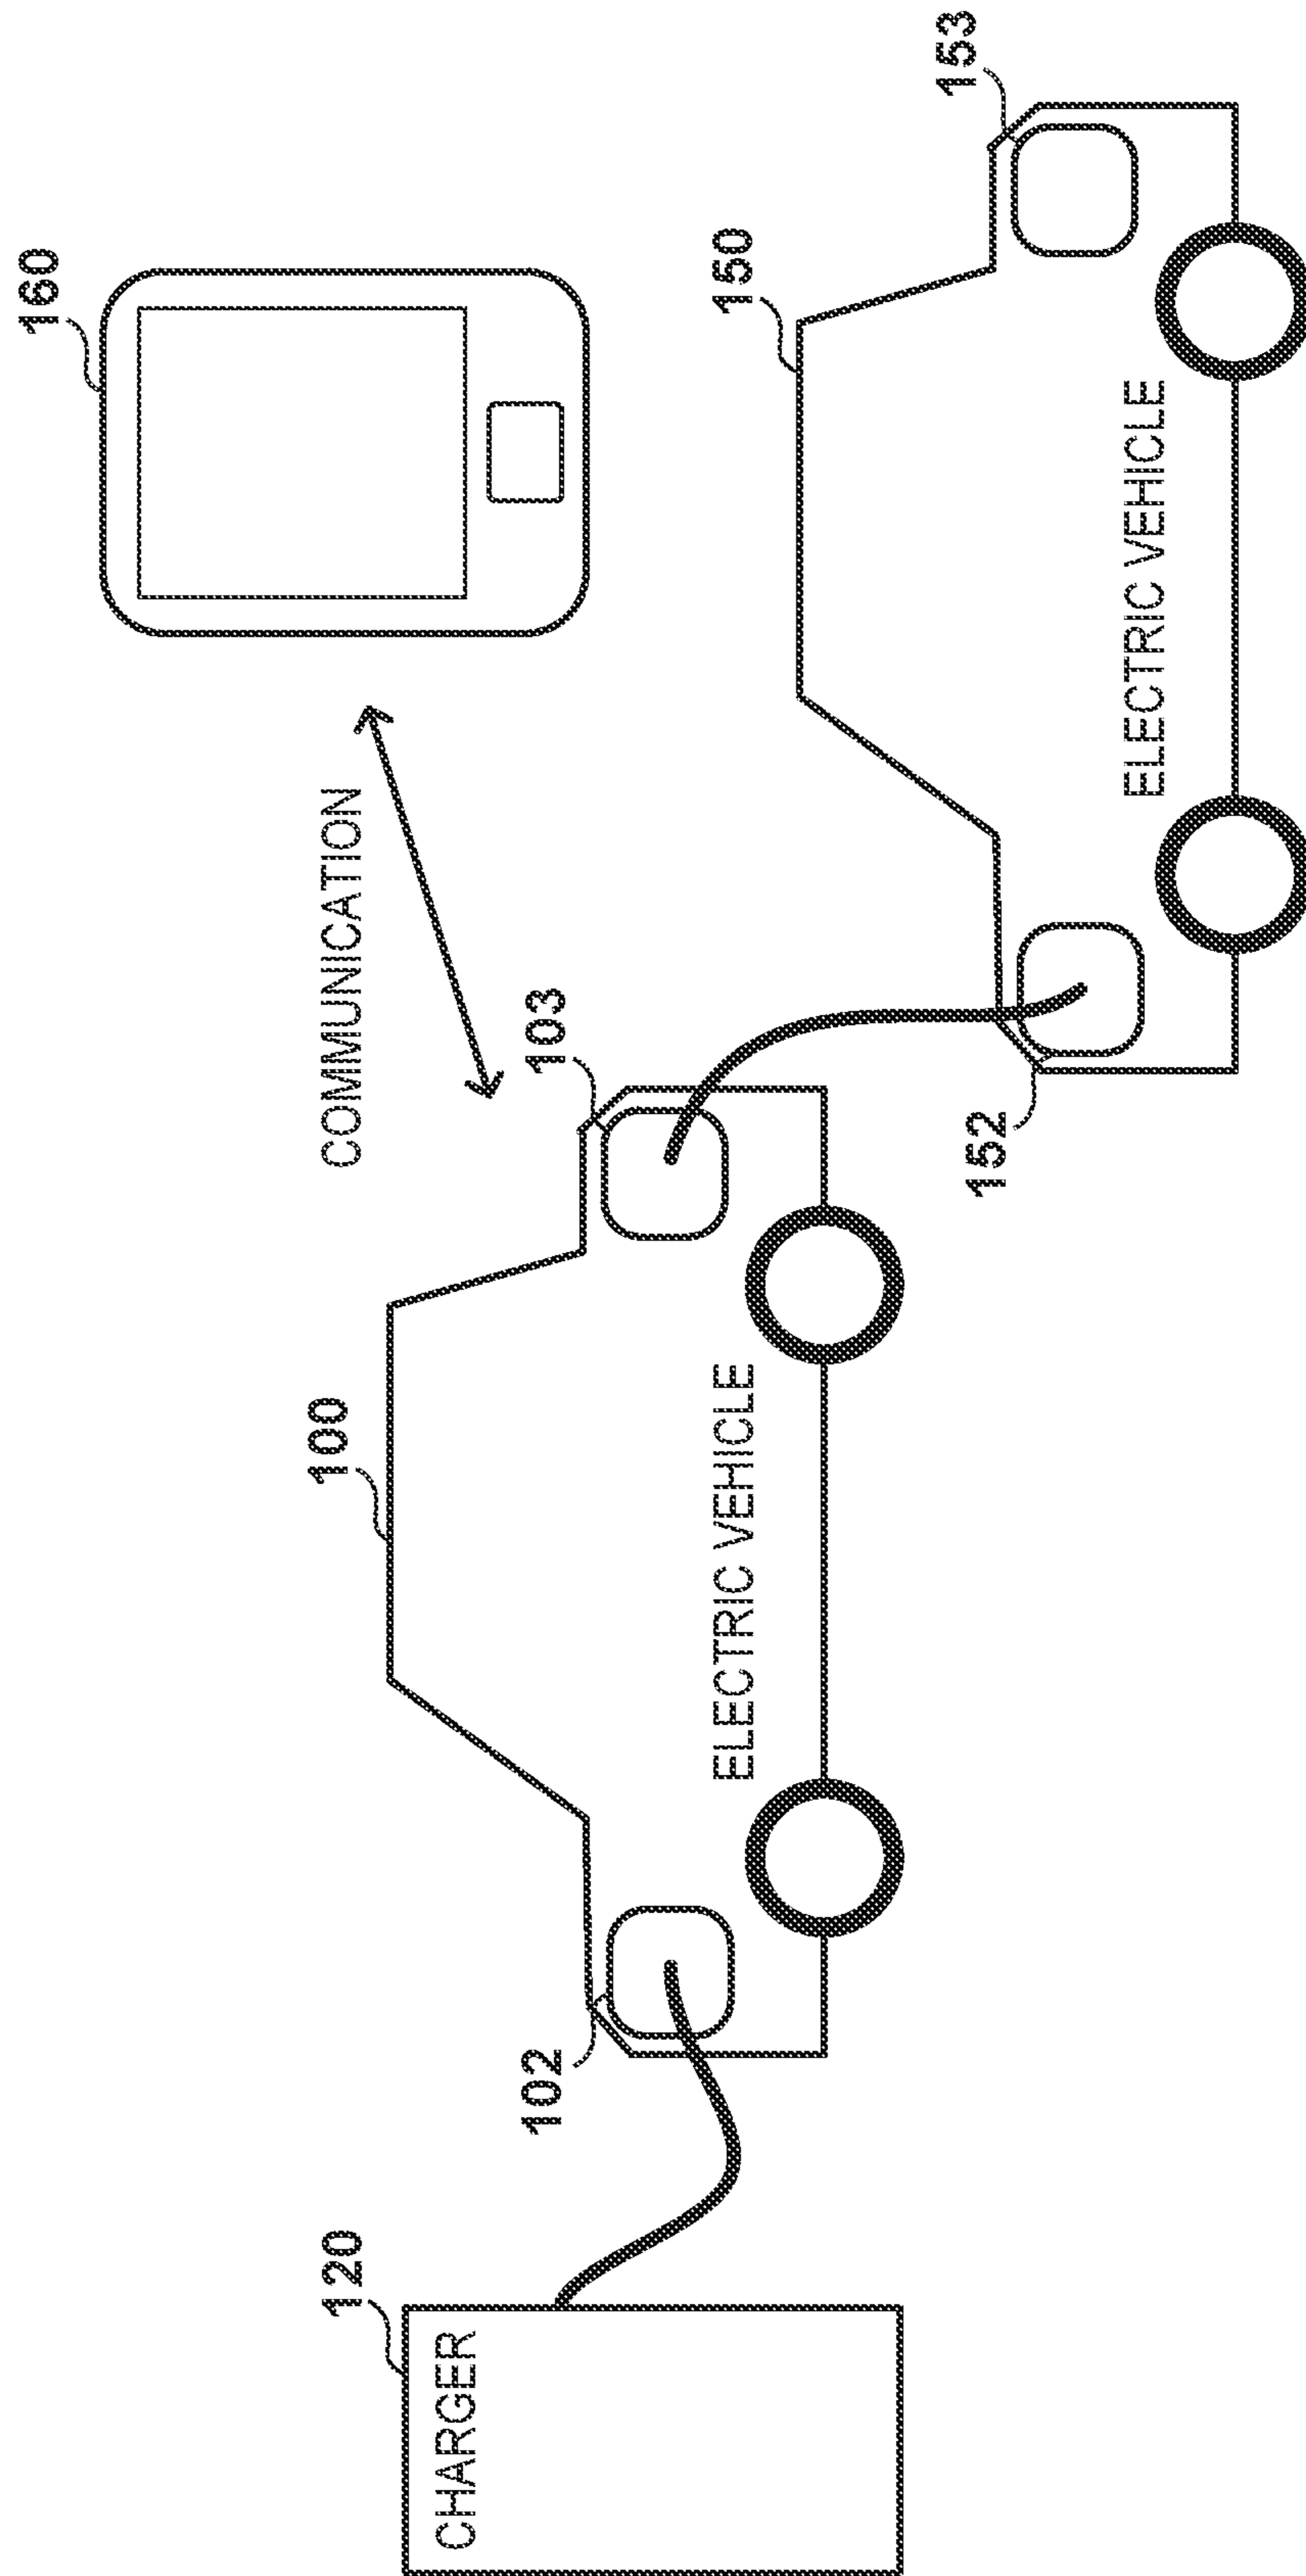 160
COMMUNICATION
120
CHARGER
100
102
103
ELECTRIC VEHICLE
150
152
153
ELECTRIC VEHICLE